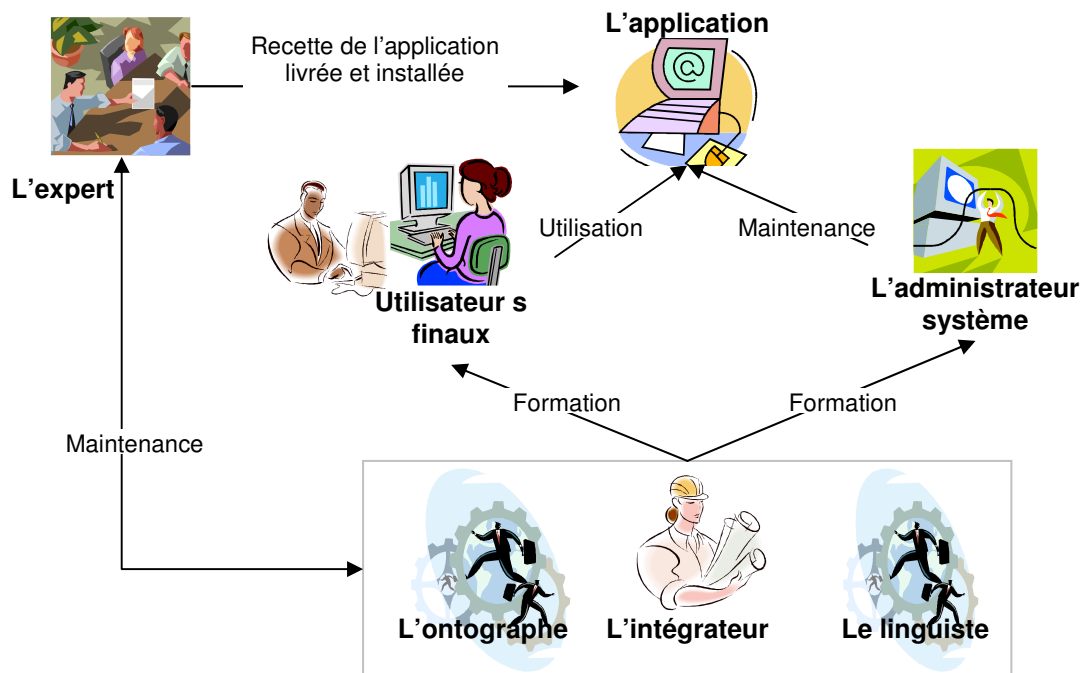 L'application
Recette de l'application
livrée et installée
L'expert
Utilisation
Maintenance
Utilisateur s
finaux
L'administrateur
système
Formation
Formation
Maintenance
L'ontographe
L'intégrateur
Le linguiste